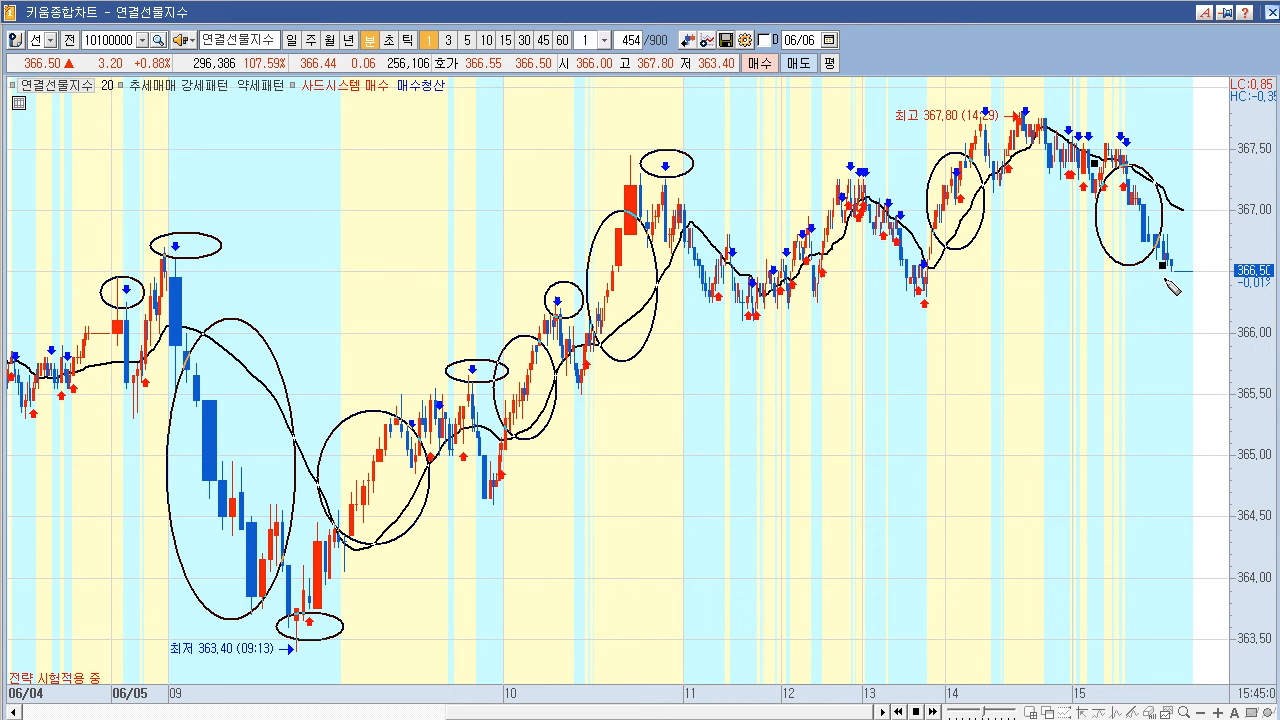 키움종합차트 - 연결선물지수
선 전 10100000 연결선물지수 일 주 월 년 분 초 틱 1 3 5 10 15 30 45 60 1 454 /900 D 06/06
366.50 ▲ 3.20 +0.88% 296,386 107.59% 366.44 0.06 256,106 호가 366.55 366.50 시 366.00 고 367.80 저 363.40 매수 매도 평
연결선물지수 20 추세매매 강세패턴 약세패턴 사드시스템 매수 매수청산
LC:0,85
최고 367,80 (14:29)
367,50
367,00
366,50
-0,01%
366,00
365,50
365,00
364,50
364,00
363,50
최저 363,40 (09:13)
전략 시험적용 중
06/04 06/05 09 10 11 12 13 14 15 15:45:0